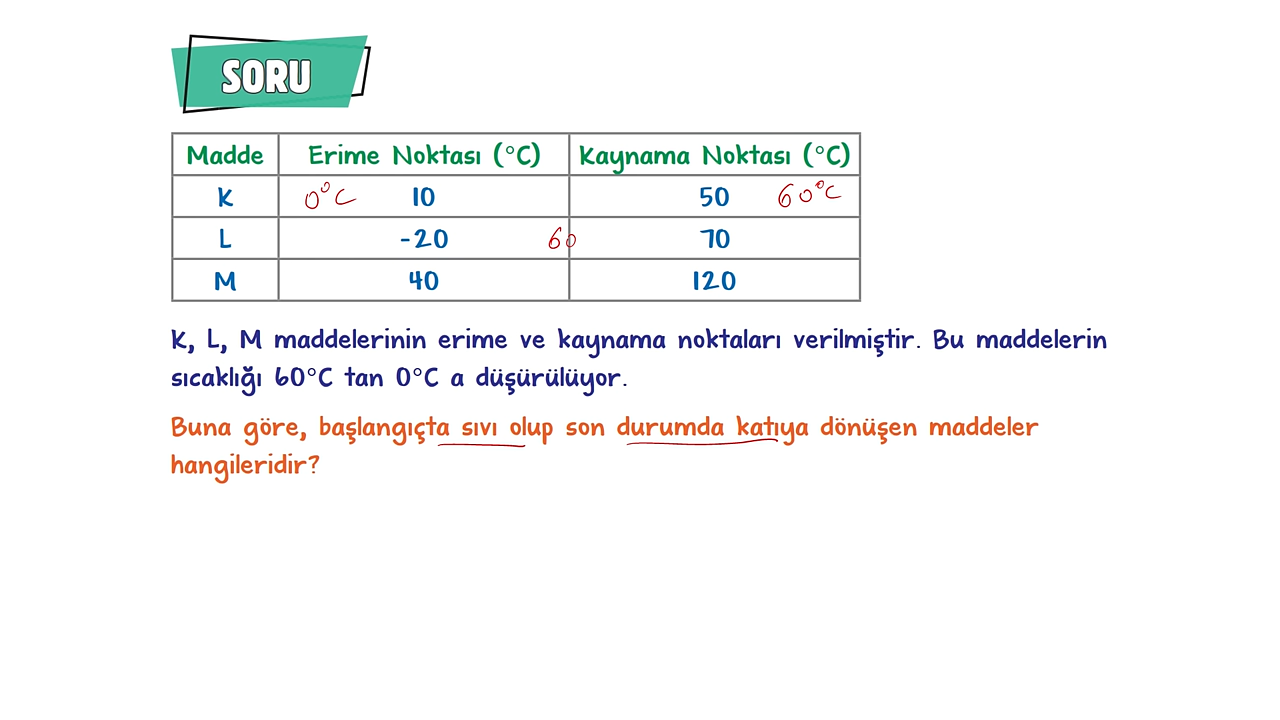 SORU
Madde Erime Noktası (°C) Kaynama Noktası (°C)
K 0°C 10 50 60°C
L -20 60 70
M 40 120
K, L, M maddelerinin erime ve kaynama noktaları verilmiştir. Bu maddelerin
sıcaklığı 60°C tan 0°C a düşürülüyor.
Buna göre, başlangıçta sıvı olup son durumda katıya dönüşen maddeler
hangileridir?